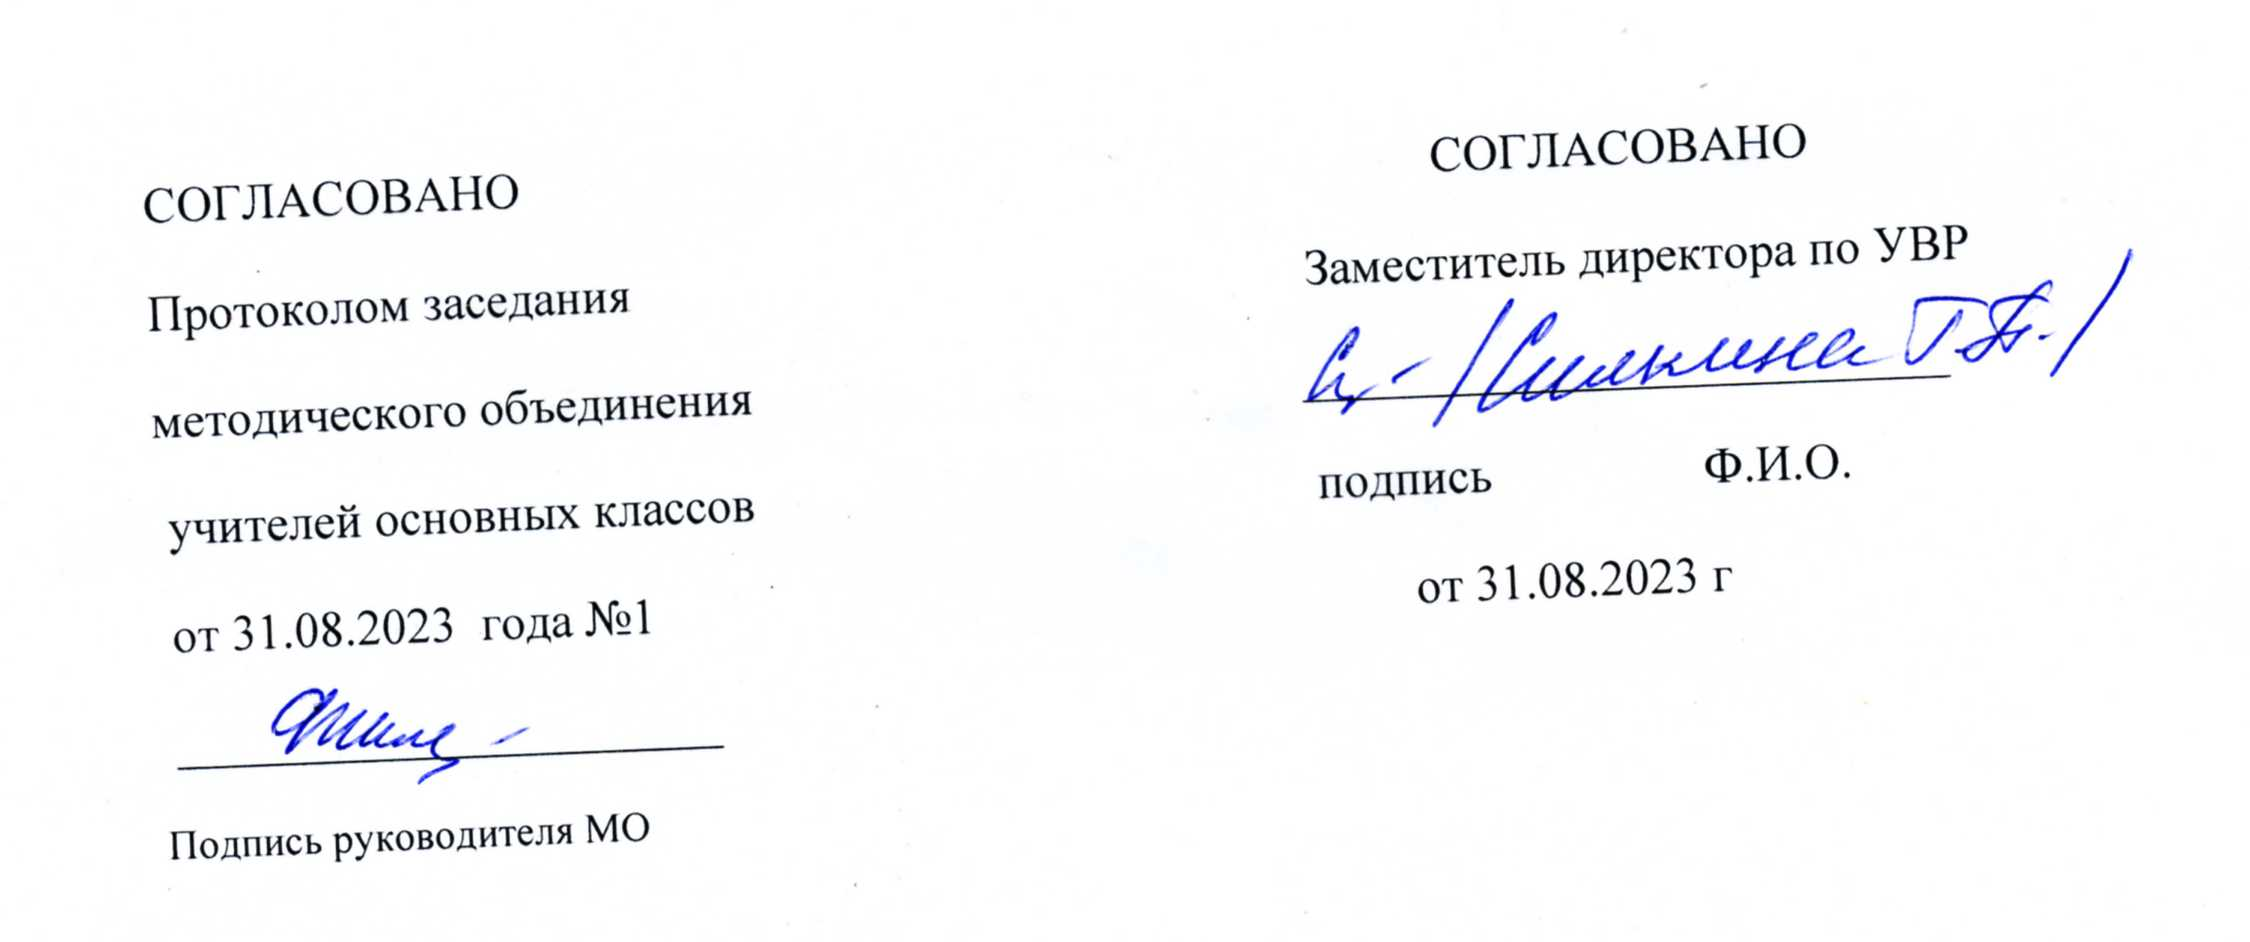 СОГЛАСОВАНО
Протоколом заседания
методического объединения
учителей основных классов
от 31.08.2023 года №1
Подпись руководителя МО
СОГЛАСОВАНО
Заместитель директора по УВР
/Силкина Г.
подпись Ф.И.О.
от 31.08.2023 г